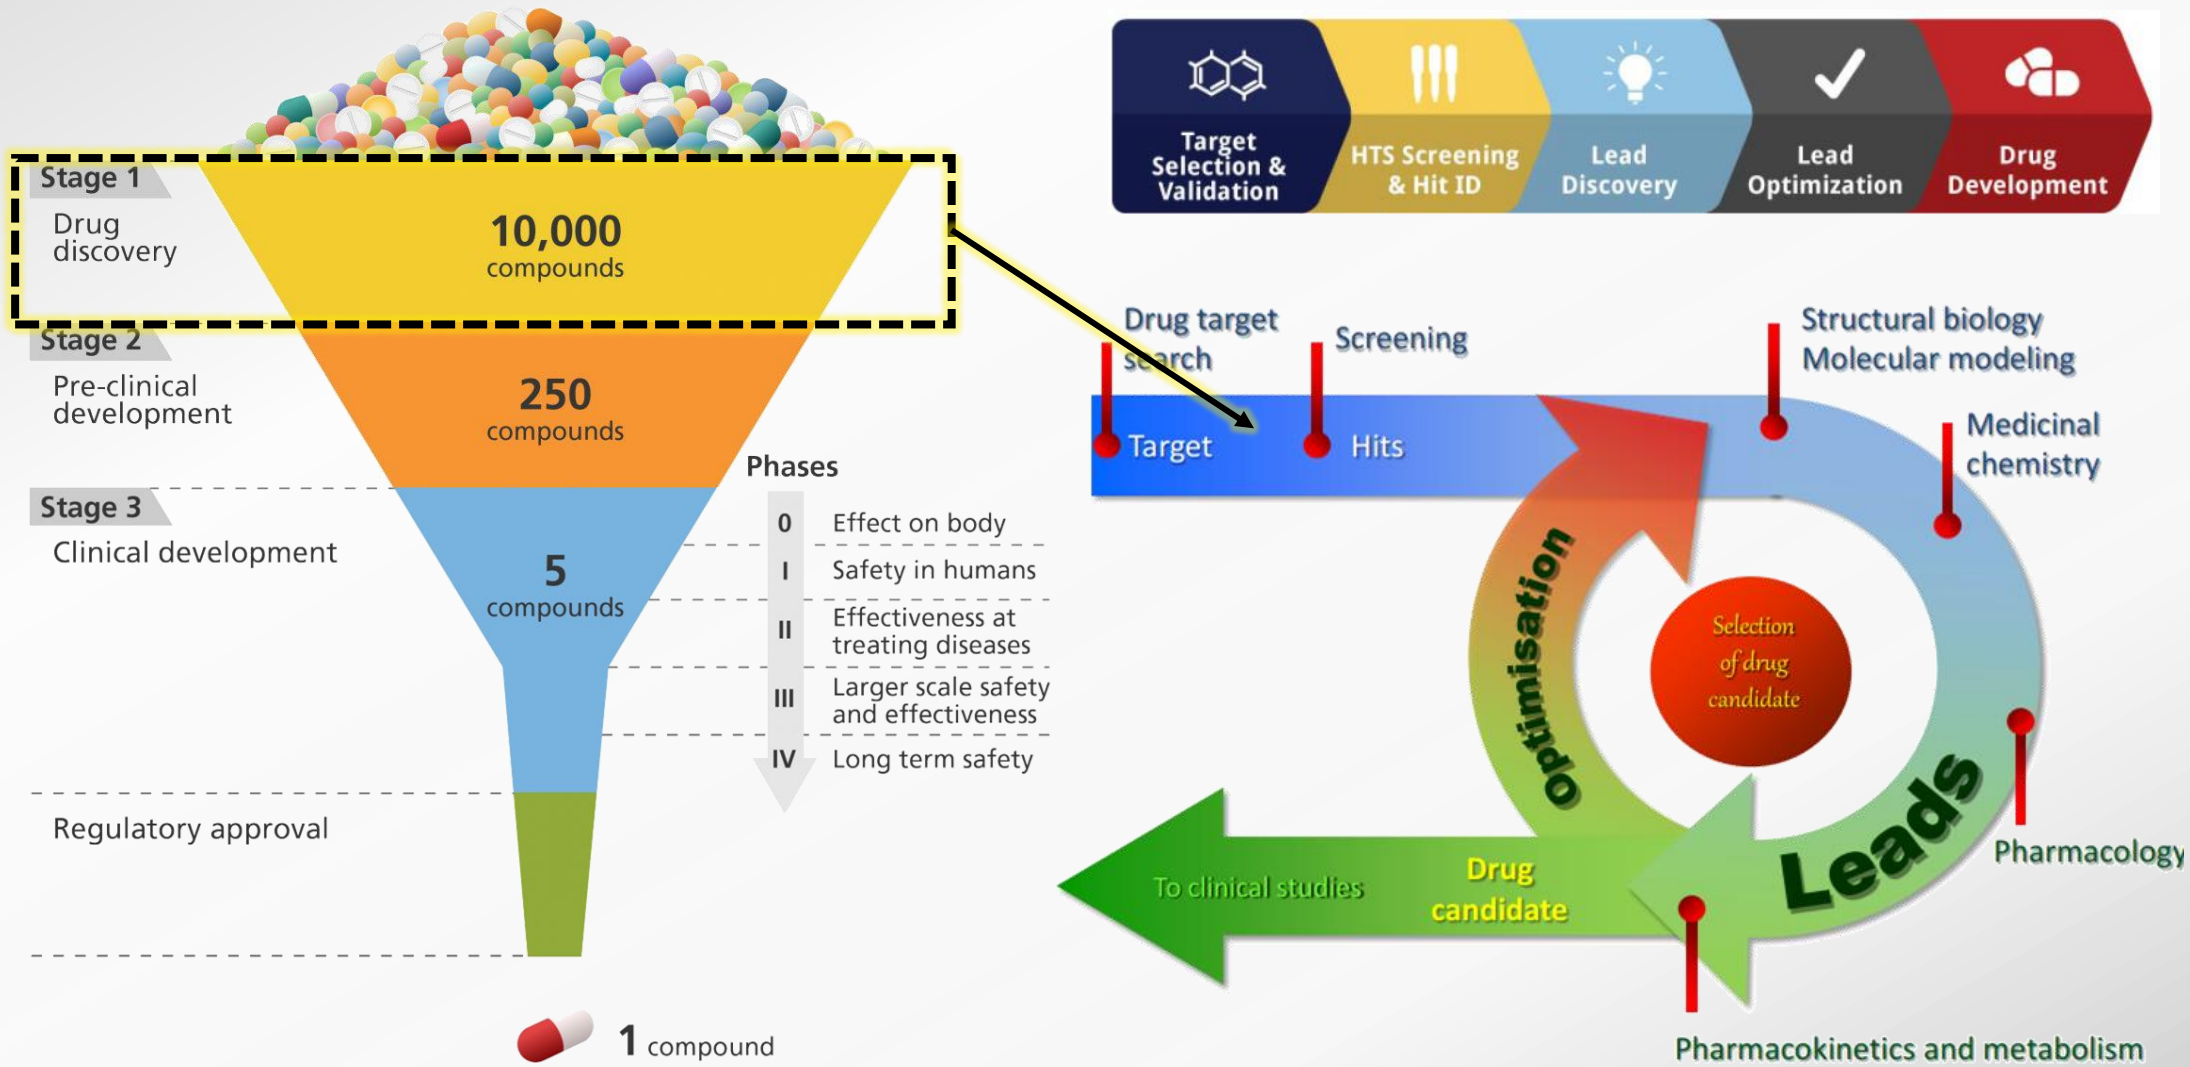 Stage 1
Drug
discovery
10,000
compounds
Stage 2
Pre-clinical
development
250
compounds
Stage 3
Clinical development
5
compounds
Phases
0
Effect on body
I
Safety in humans
II
Effectiveness at
treating diseases
III
Larger scale safety
and effectiveness
IV
Long term safety
Regulatory approval
1 compound
Target
Selection &
Validation
HTS Screening
& Hit ID
Lead
Discovery
Lead
Optimization
Drug
Development
Drug target
search
Screening
Structural biology
Molecular modeling
Medicinal
chemistry
Target
Hits
optimisation
Selection
of drug
candidate
Leads
Pharmacology
To clinical studies
Drug
candidate
Pharmacokinetics and metabolism